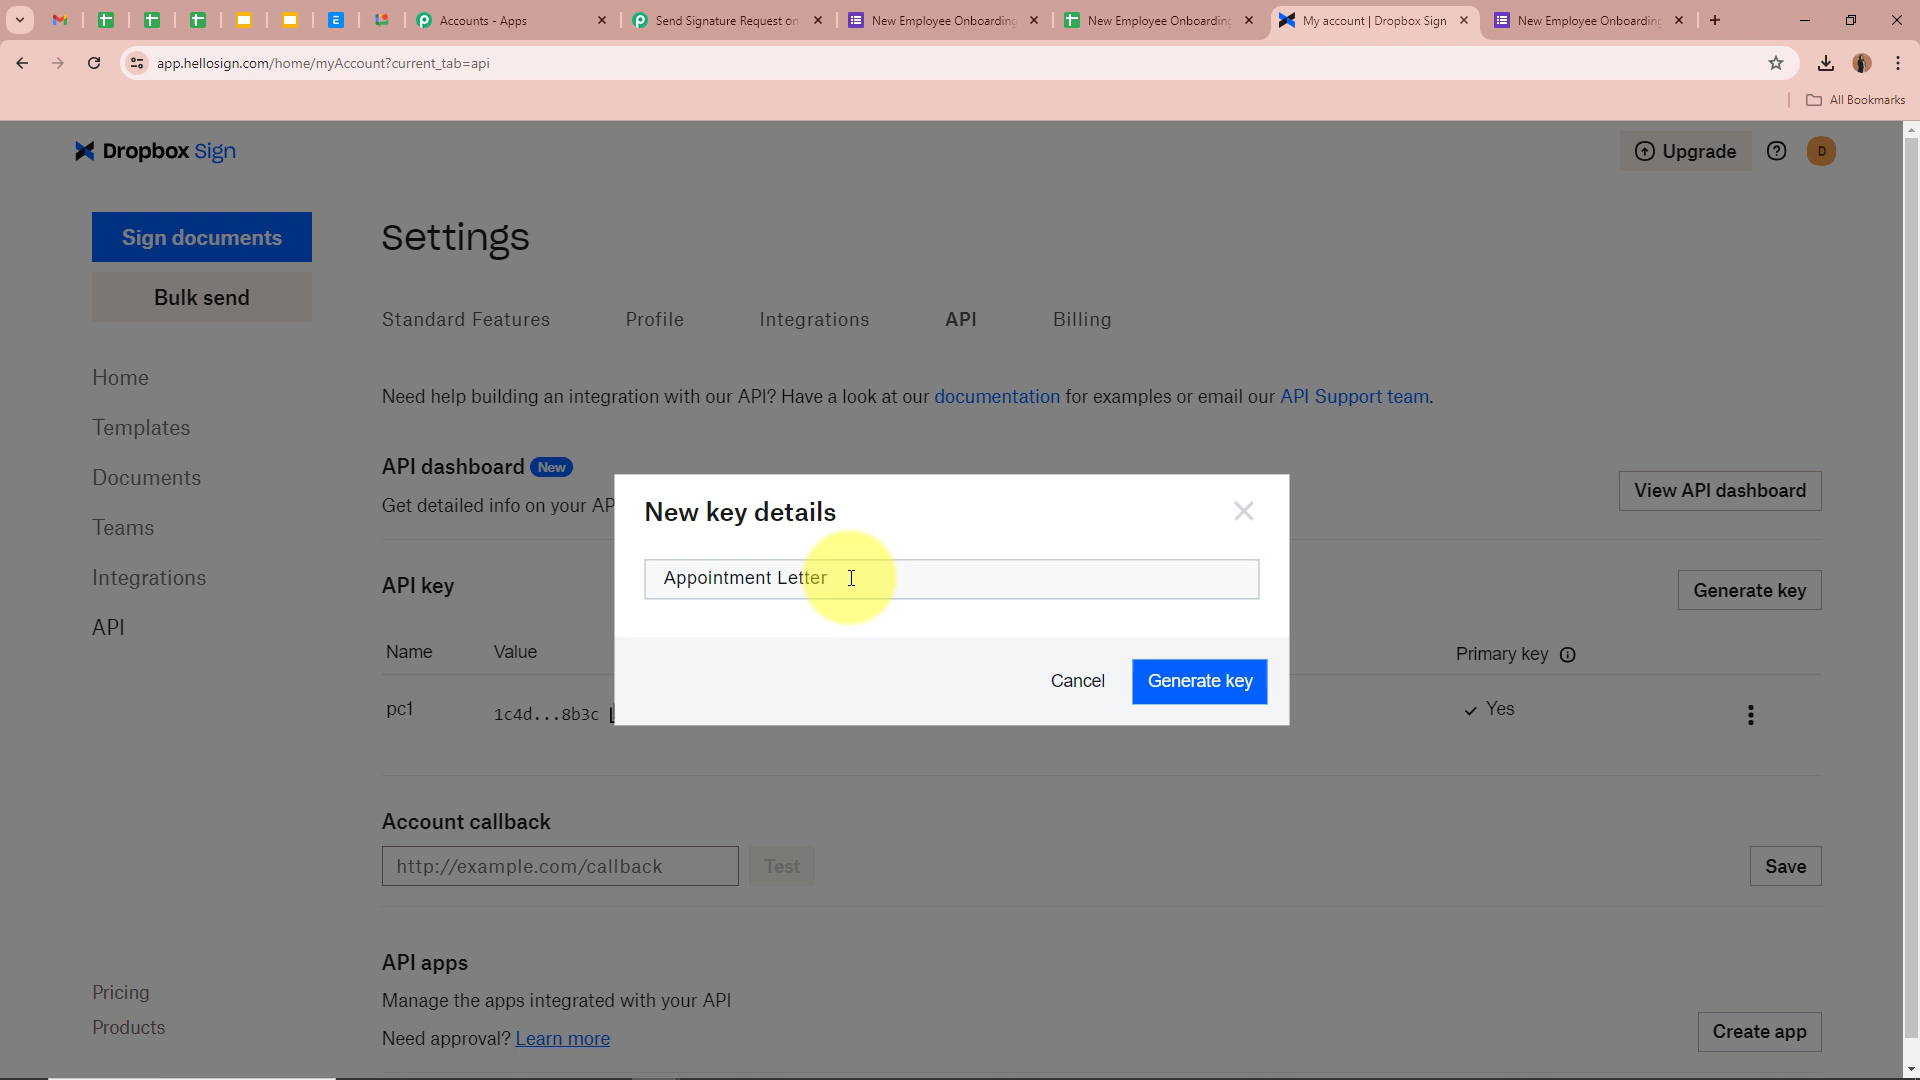 Accounts - Apps
Send Signature Request on
New Employee Onboarding
New Employee Onboarding
My account | Dropbox Sign
New Employee Onboarding
app.hellosign.com/home/myAccount?current_tab=api
All Bookmarks
Dropbox Sign
Upgrade
D
Sign documents
Bulk send
Home
Templates
Documents
Teams
Integrations
API
Pricing
Products
Settings
Standard Features
Profile
Integrations
API
Billing
Need help building an integration with our API? Have a look at our documentation for examples or email our API Support team.
API dashboard New
Get detailed info on your AP
View API dashboard
API key
Generate key
Name
Value
Primary key
pc1
1c4d...8b3c
Yes
New key details
Appointment Letter
Cancel
Generate key
Account callback
http://example.com/callback
Test
Save
API apps
Manage the apps integrated with your API
Need approval? Learn more
Create app